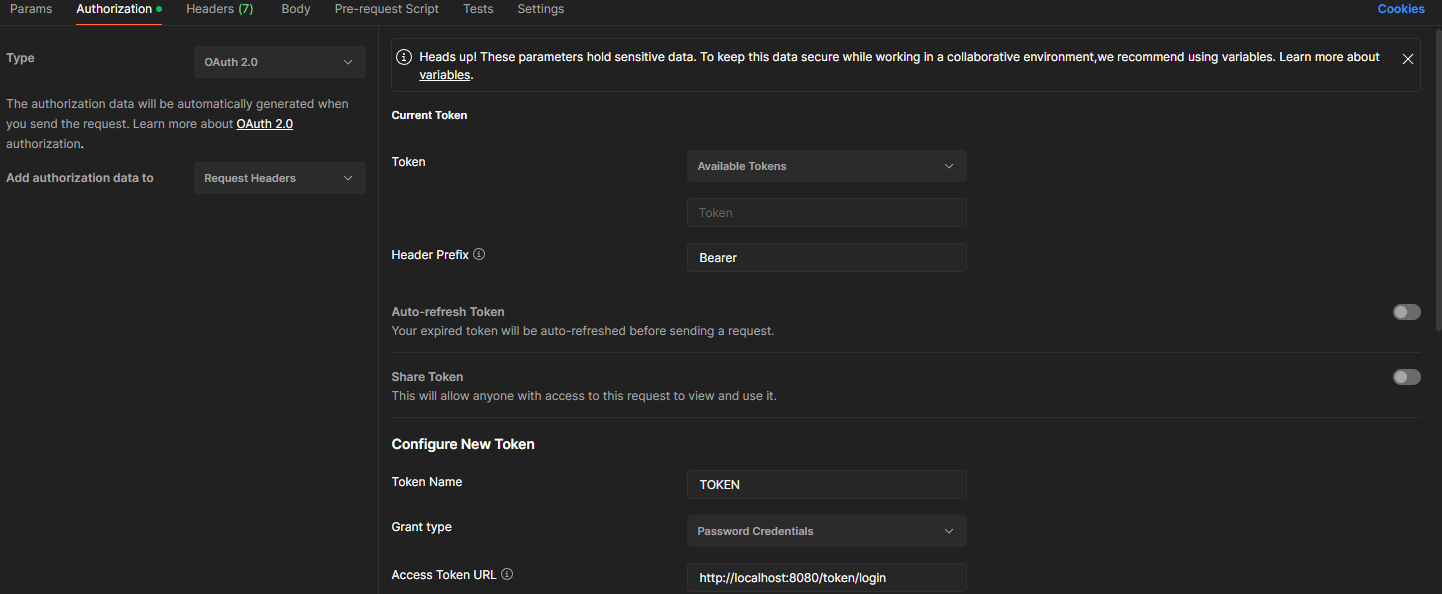 Params Authorization Headers (7) Body Pre-request Script Tests Settings Cookies
Type OAuth 2.0
The authorization data will be automatically generated when
you send the request. Learn more about OAuth 2.0
authorization.
Add authorization data to Request Headers
Heads up! These parameters hold sensitive data. To keep this data secure while working in a collaborative environment,we recommend using variables. Learn more about
variables.
Current Token
Token Available Tokens
Token
Header Prefix Bearer
Auto-refresh Token
Your expired token will be auto-refreshed before sending a request.
Share Token
This will allow anyone with access to this request to view and use it.
Configure New Token
Token Name TOKEN
Grant type Password Credentials
Access Token URL http://localhost:8080/token/login